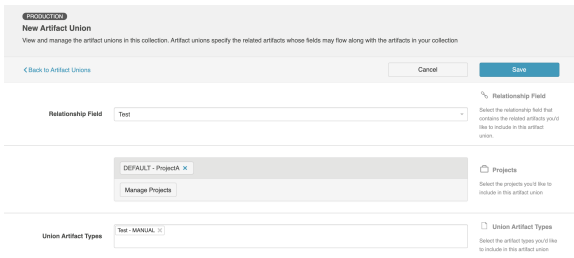 PRODUCTION
New Artifact Union
View and manage the artifact unions in this collection. Artifact unions specify the related artifacts whose fields may flow along with the artifacts in your collection
Back to Artifact Unions
Cancel
Save
Relationship Field
Test
Relationship Field
Select the relationship field that
contains the related artifacts you'd
like to include in this artifact
union.
DEFAULT - ProjectA ×
Manage Projects
Projects
Select the projects you'd like to
include in this artifact union
Union Artifact Types
Test - MANUAL
Union Artifact Types
Select the artifact types you'd like
to include in this artifact union